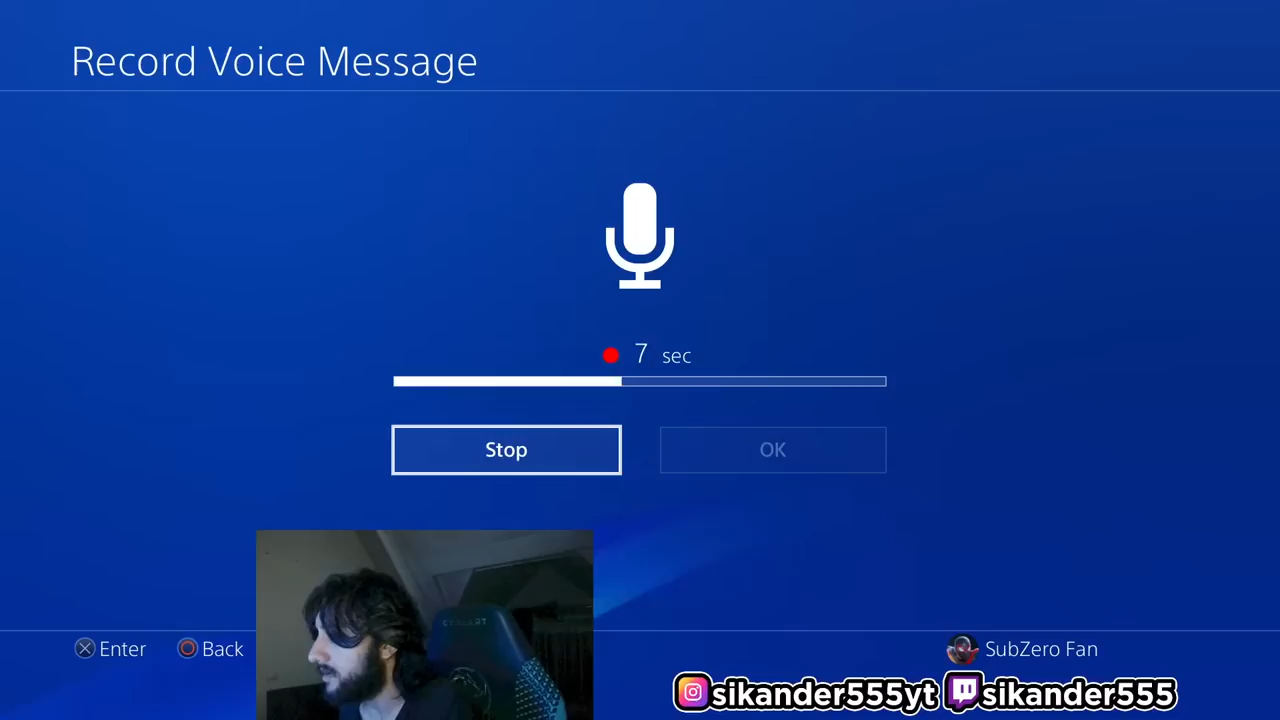 Record Voice Message
7 sec
Stop
OK
Enter
Back
SubZero Fan
sikander555yt
sikander555